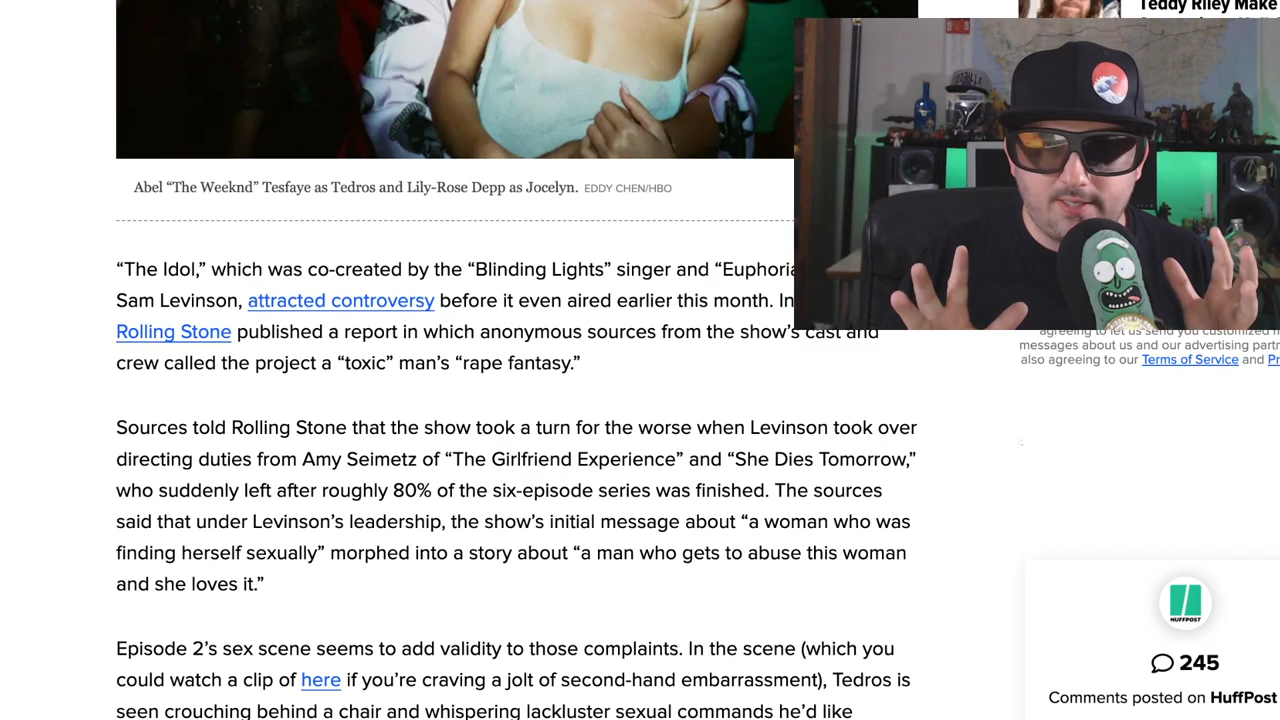 Teddy Riley Make
Abel “The Weeknd” Tesfaye as Tedros and Lily-Rose Depp as Jocelyn. EDDY CHEN/HBO
“The Idol,” which was co-created by the “Blinding Lights” singer and “Euphoria
Sam Levinson, attracted controversy before it even aired earlier this month. In
Rolling Stone published a report in which anonymous sources from the show’s cast and
crew called the project a “toxic” man’s “rape fantasy.”
Sources told Rolling Stone that the show took a turn for the worse when Levinson took over
directing duties from Amy Seimetz of “The Girlfriend Experience” and “She Dies Tomorrow,”
who suddenly left after roughly 80% of the six-episode series was finished. The sources
said that under Levinson’s leadership, the show’s initial message about “a woman who was
finding herself sexually” morphed into a story about “a man who gets to abuse this woman
and she loves it.”
Episode 2’s sex scene seems to add validity to those complaints. In the scene (which you
could watch a clip of here if you’re craving a jolt of second-hand embarrassment), Tedros is
seen crouching behind a chair and whispering lackluster sexual commands he’d like
agreeing to let us send you customized
messages about us and our advertising partn
also agreeing to our Terms of Service and Pr
HUFFPOST
245
Comments posted on HuffPost